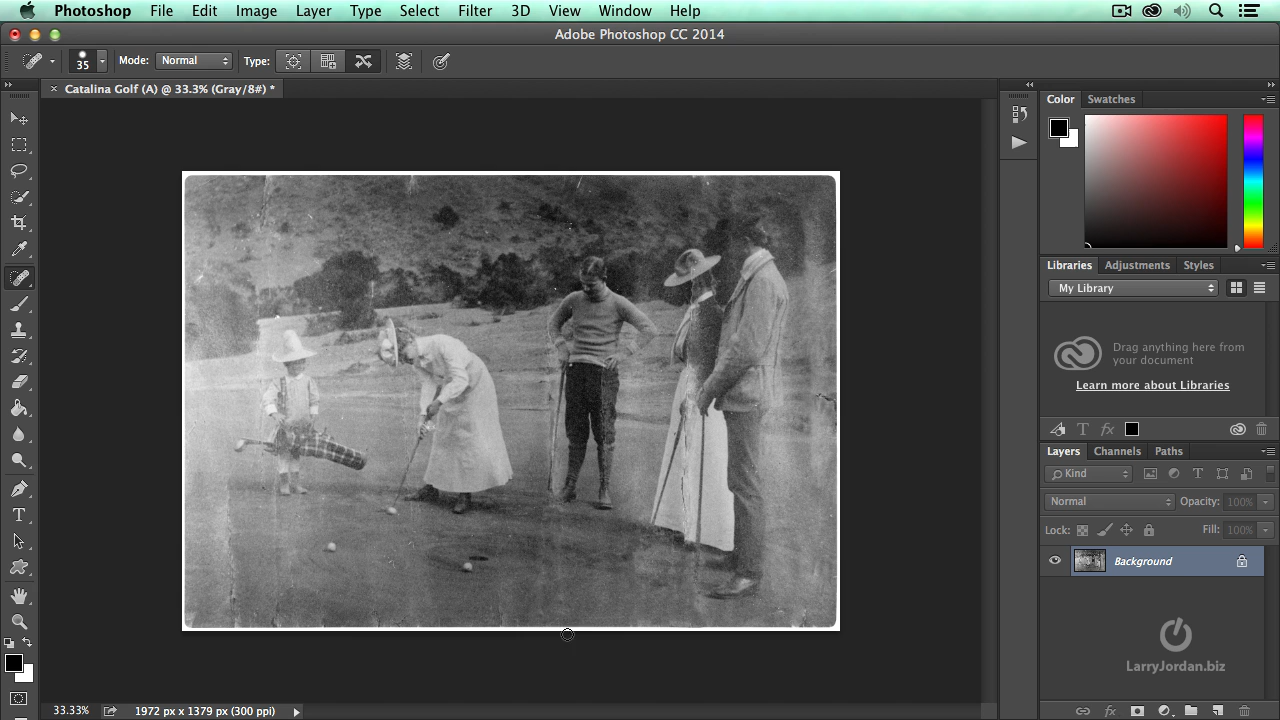 Photoshop File Edit Image Layer Type Select Filter 3D View Window Help
Adobe Photoshop CC 2014
35 Mode: Normal Type:
Catalina Golf (A) @ 33.3% (Gray/8#) *
Color Swatches
Libraries Adjustments Styles
My Library
Drag anything here from
your document
Learn more about Libraries
T fx
Layers Channels Paths
Kind T
Normal Opacity: 100%
Lock: Fill: 100%
Background
T
LarryJordan.biz
33.33% 1972 px x 1379 px (300 ppi)
fx